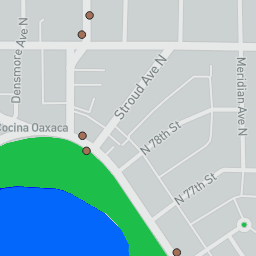 Densmore Ave N
Stroud Ave N
Meridian Ave N
Cocina Oaxaca
N 78th St
N 77th St